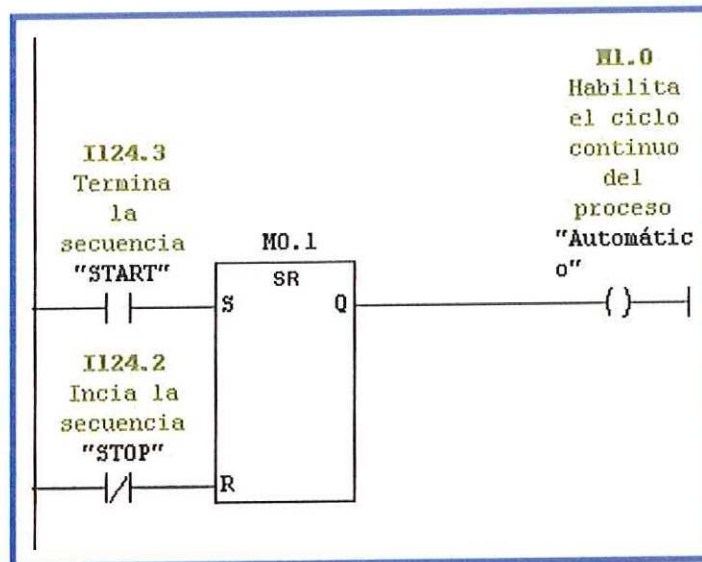 M1.0
Habilita
el ciclo
continuo
del
proceso
"Automátic
o"
I124.3
Termina
la
secuencia
"START"
M0.1
SR
S
Q
I124.2
Incia la
secuencia
"STOP"
R